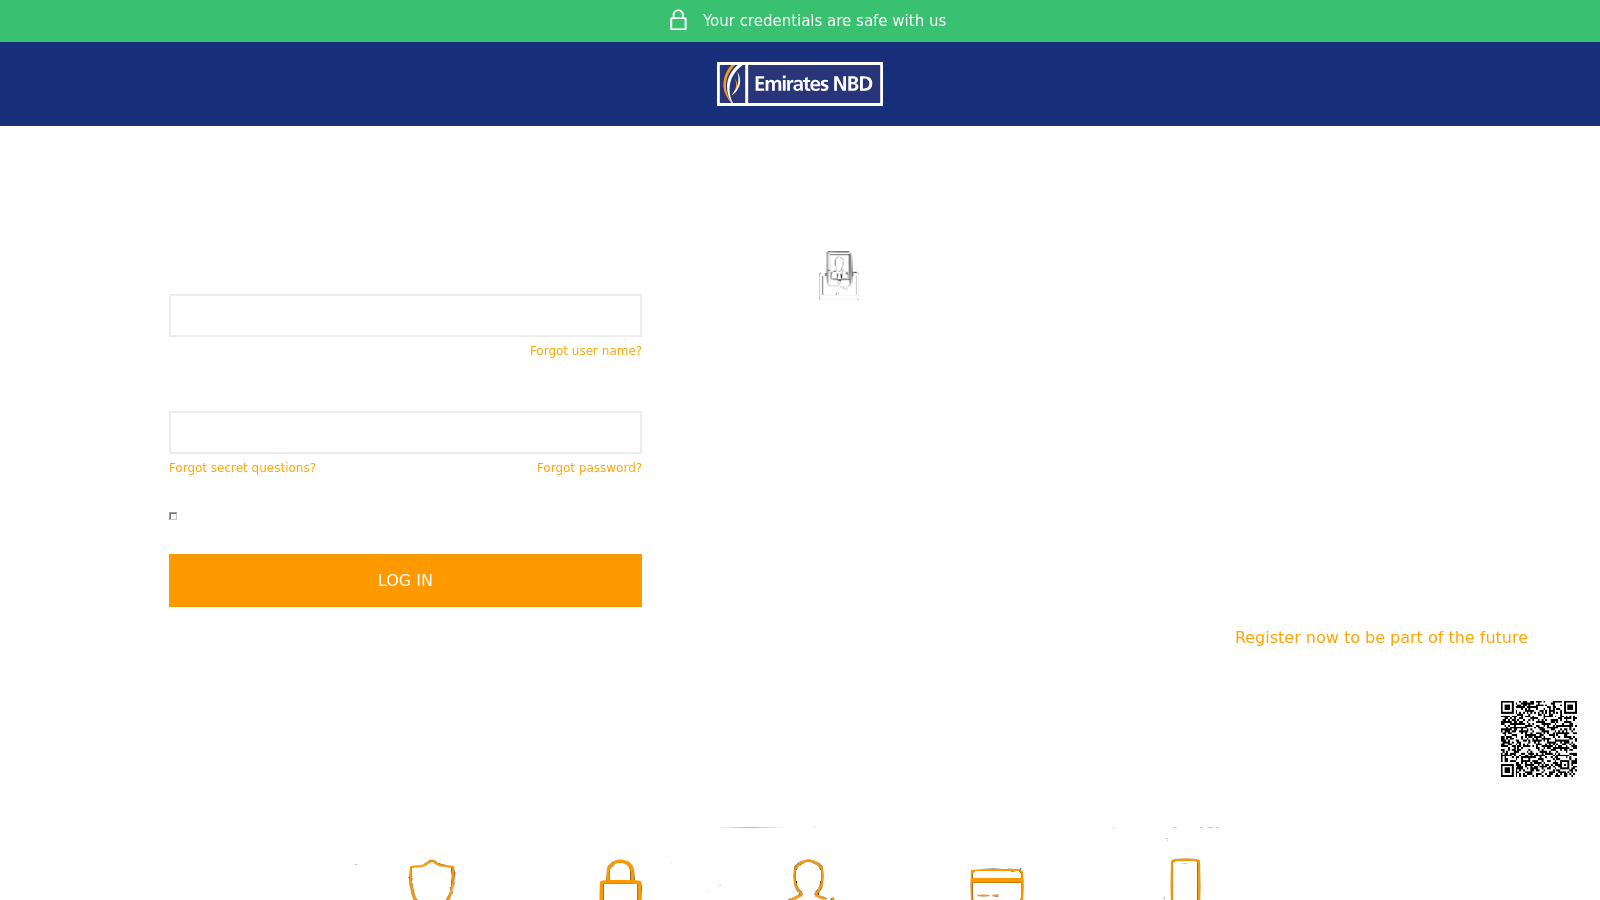 Your credentials are safe with us
Emirates NBD
Forgot user name?
Forgot secret questions?
Forgot password?
LOG IN
Register now to be part of the future